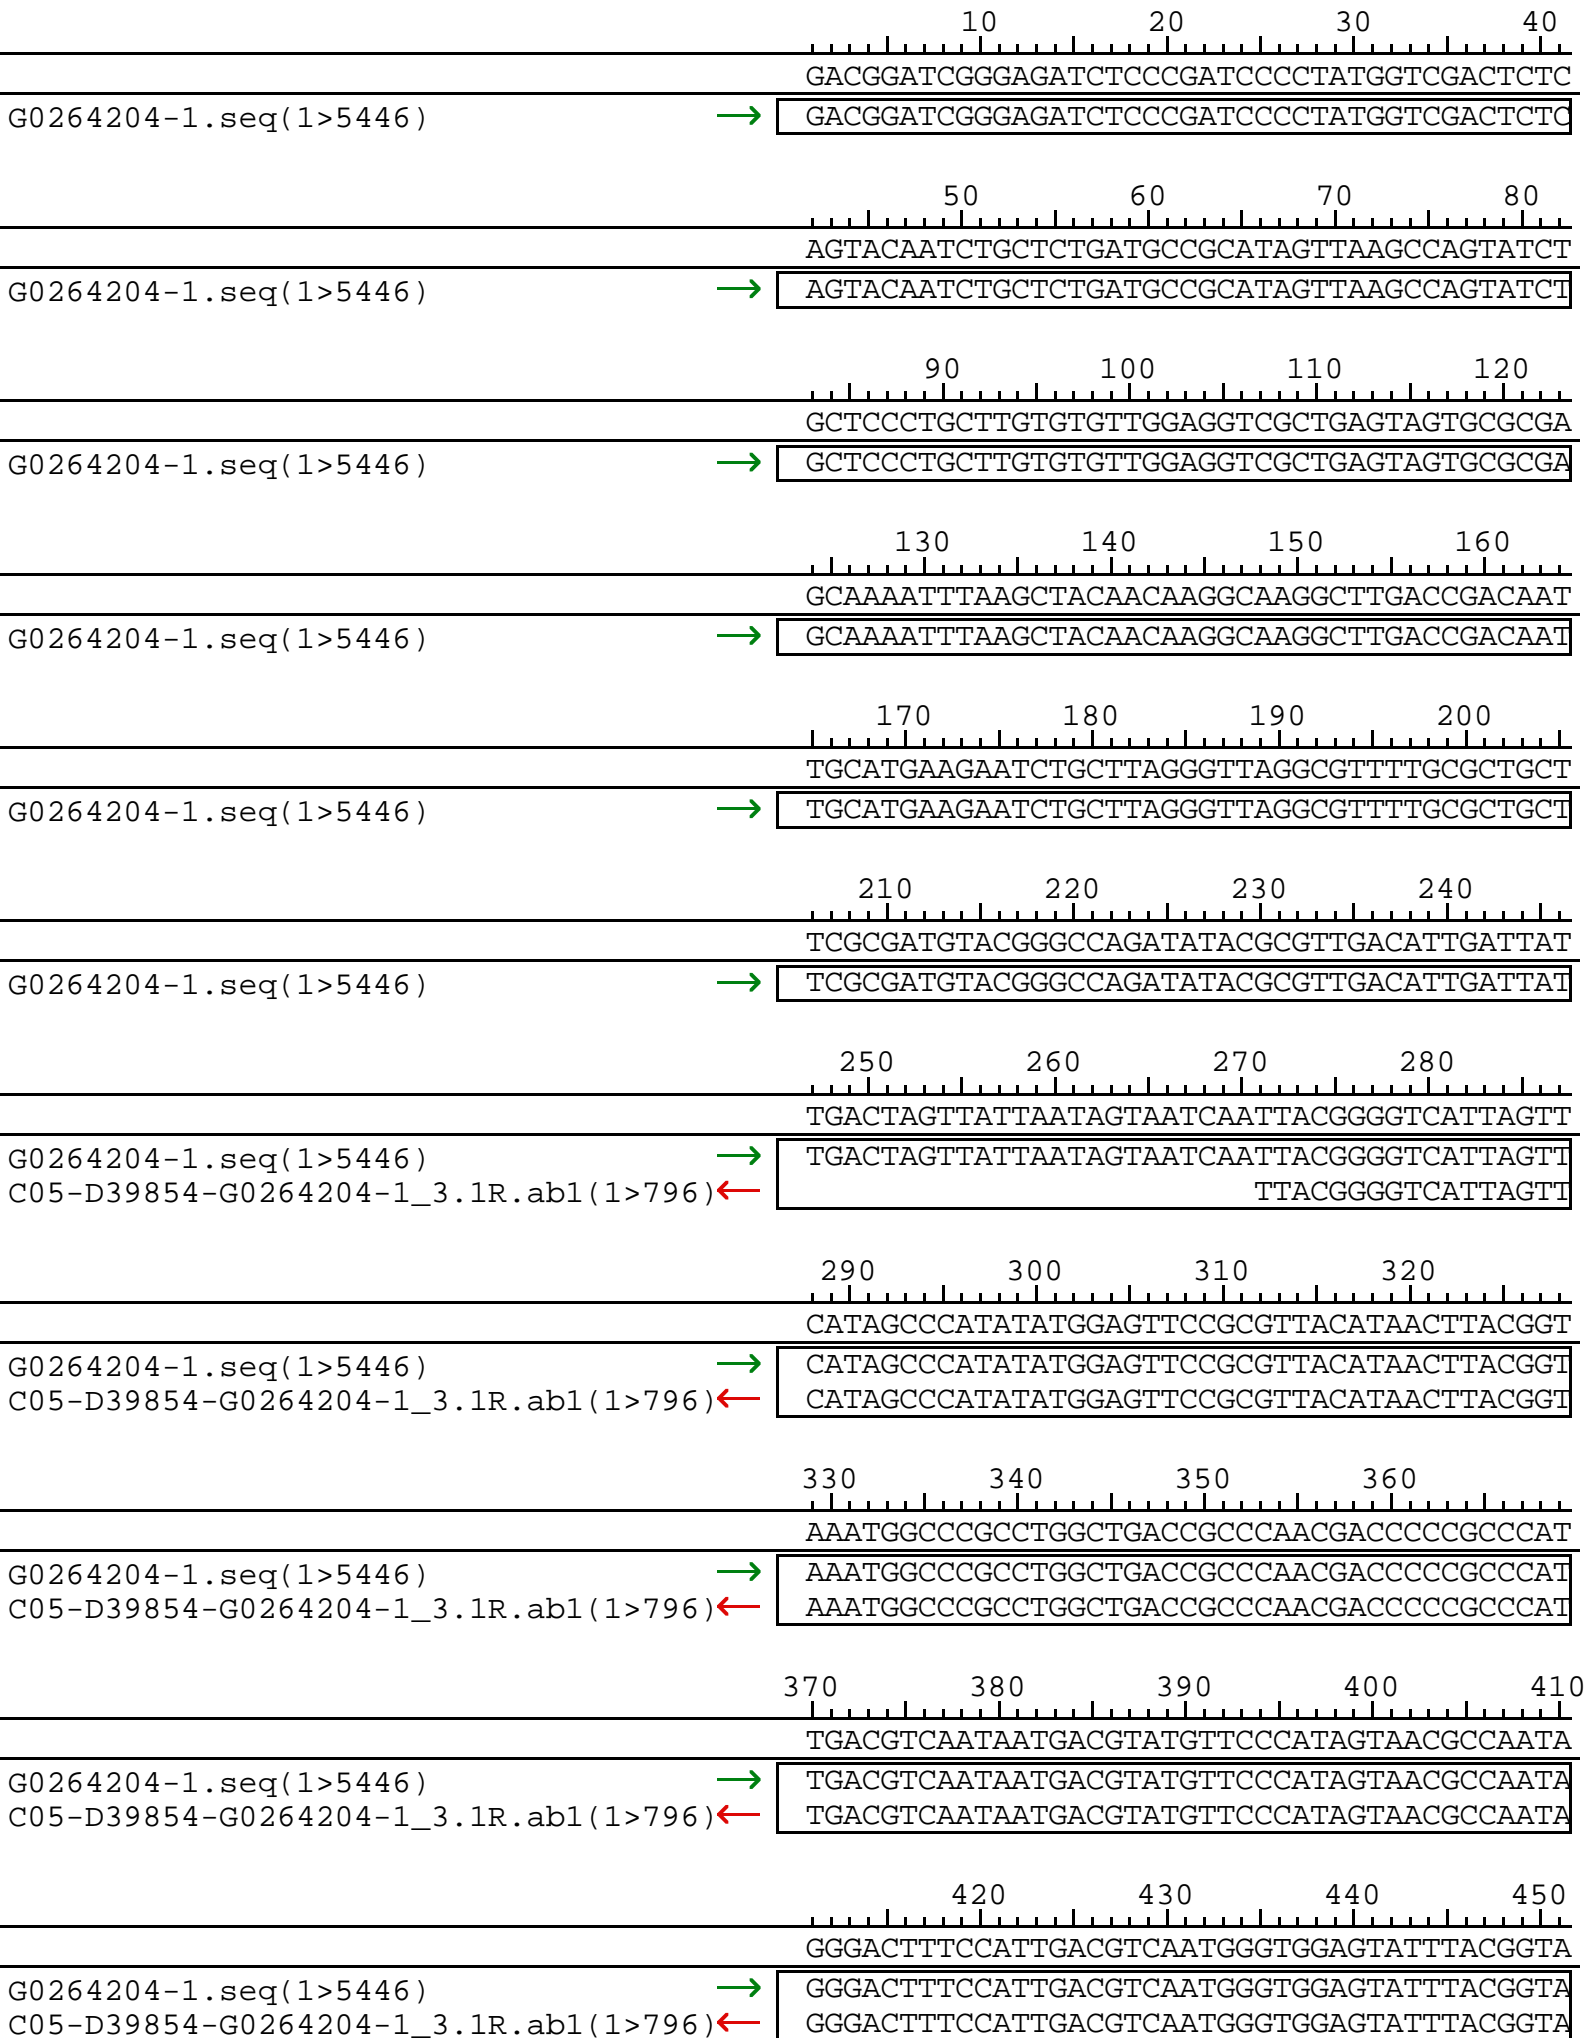 10 20 30 40
GACGGATCGGGAGATCTCCCGATCCCCTATGGTCGACTCTC
G0264204-1.seq(1>5446) → GACGGATCGGGAGATCTCCCGATCCCCTATGGTCGACTCTC
50 60 70 80
AGTACAATCTGCTCTGATGCCGCATAGTTAAGCCAGTATCT
G0264204-1.seq(1>5446) → AGTACAATCTGCTCTGATGCCGCATAGTTAAGCCAGTATCT
90 100 110 120
GCTCCCTGCTTGTGTGTTGGAGGTCGCTGAGTAGTGCGCGA
G0264204-1.seq(1>5446) → GCTCCCTGCTTGTGTGTTGGAGGTCGCTGAGTAGTGCGCGA
130 140 150 160
GCAAAATTTAAGCTACAACAAGGCAAGGCTTGACCGACAAT
G0264204-1.seq(1>5446) → GCAAAATTTAAGCTACAACAAGGCAAGGCTTGACCGACAAT
170 180 190 200
TGCATGAAGAATCTGCTTAGGGTTAGGCGTTTTGCGCTGCT
G0264204-1.seq(1>5446) → TGCATGAAGAATCTGCTTAGGGTTAGGCGTTTTGCGCTGCT
210 220 230 240
TCGCGATGTACGGGCCAGATATACGCGTTGACATTGATTAT
G0264204-1.seq(1>5446) → TCGCGATGTACGGGCCAGATATACGCGTTGACATTGATTAT
250 260 270 280
TGACTAGTTATTAATAGTAATCAATTACGGGGTCATTAGTT
G0264204-1.seq(1>5446) → TGACTAGTTATTAATAGTAATCAATTACGGGGTCATTAGTT
C05-D39854-G0264204-1_3.1R.ab1(1>796)← TTACGGGGTCATTAGTT
290 300 310 320
CATAGCCCATATATGGAGTTCCGCGTTACATAACTTACGGT
G0264204-1.seq(1>5446) → CATAGCCCATATATGGAGTTCCGCGTTACATAACTTACGGT
C05-D39854-G0264204-1_3.1R.ab1(1>796)← CATAGCCCATATATGGAGTTCCGCGTTACATAACTTACGGT
330 340 350 360
AAATGGCCCGCCTGGCTGACCGCCCAACGACCCCCGCCCAT
G0264204-1.seq(1>5446) → AAATGGCCCGCCTGGCTGACCGCCCAACGACCCCCGCCCAT
C05-D39854-G0264204-1_3.1R.ab1(1>796)← AAATGGCCCGCCTGGCTGACCGCCCAACGACCCCCGCCCAT
370 380 390 400 410
TGACGTCAATAATGACGTATGTTCCCATAGTAACGCCAATA
G0264204-1.seq(1>5446) → TGACGTCAATAATGACGTATGTTCCCATAGTAACGCCAATA
C05-D39854-G0264204-1_3.1R.ab1(1>796)← TGACGTCAATAATGACGTATGTTCCCATAGTAACGCCAATA
420 430 440 450
GGGACTTTCCATTGACGTCAATGGGTGGAGTATTTACGGTA
G0264204-1.seq(1>5446) → GGGACTTTCCATTGACGTCAATGGGTGGAGTATTTACGGTA
C05-D39854-G0264204-1_3.1R.ab1(1>796)← GGGACTTTCCATTGACGTCAATGGGTGGAGTATTTACGGTA